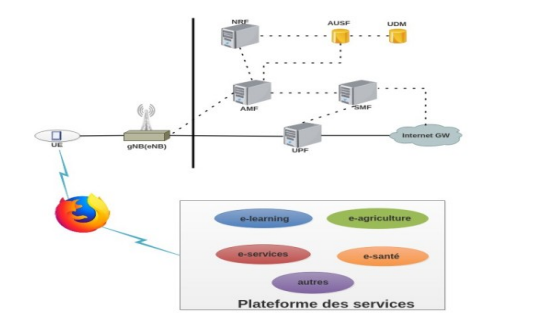 NRF
AUSF
UDM
AMF
SMF
UE
gNB(eNB)
UPF
Internet GW
e-learning
e-agriculture
e-services
e-santé
autres
Plateforme des services